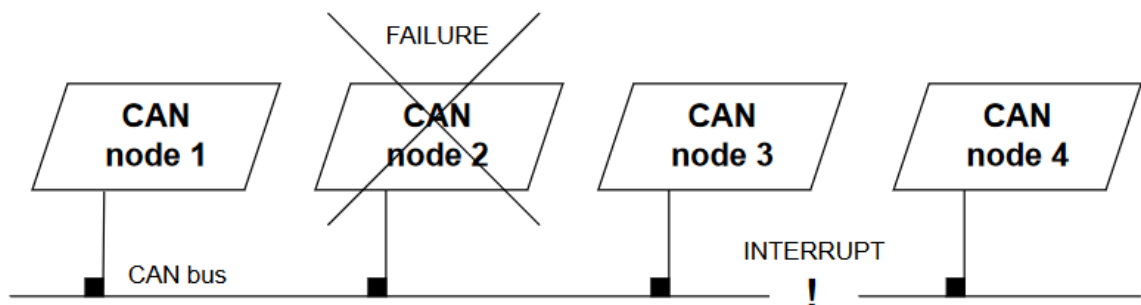 FAILURE
CAN
node 1
CAN
node 2
CAN
node 3
CAN
node 4
CAN bus
INTERRUPT
!